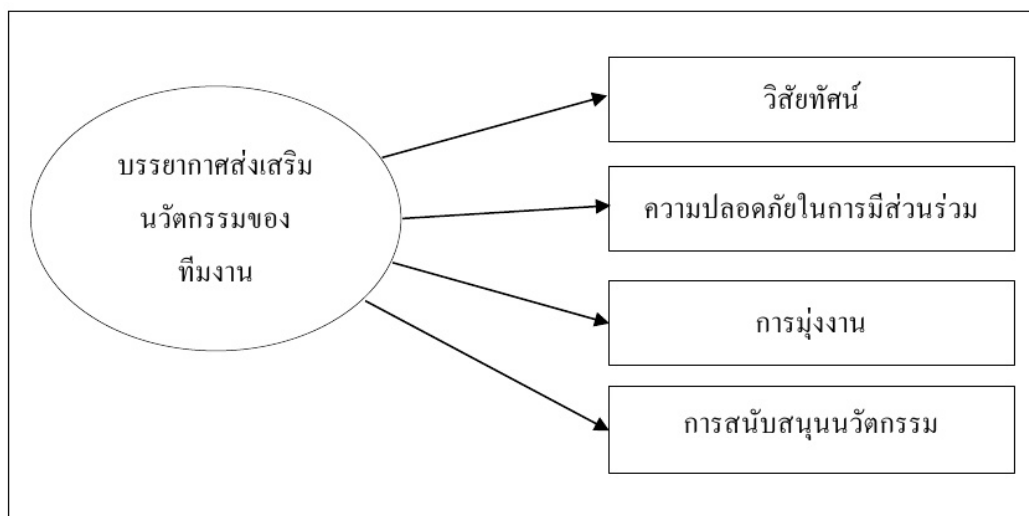 บรรยากาศส่งเสริม
นวัตกรรมของ
ทีมงาน
วิสัยทัศน์
ความปลอดภัยในการมีส่วนร่วม
การมุ่งงาน
การสนับสนุนนวัตกรรม